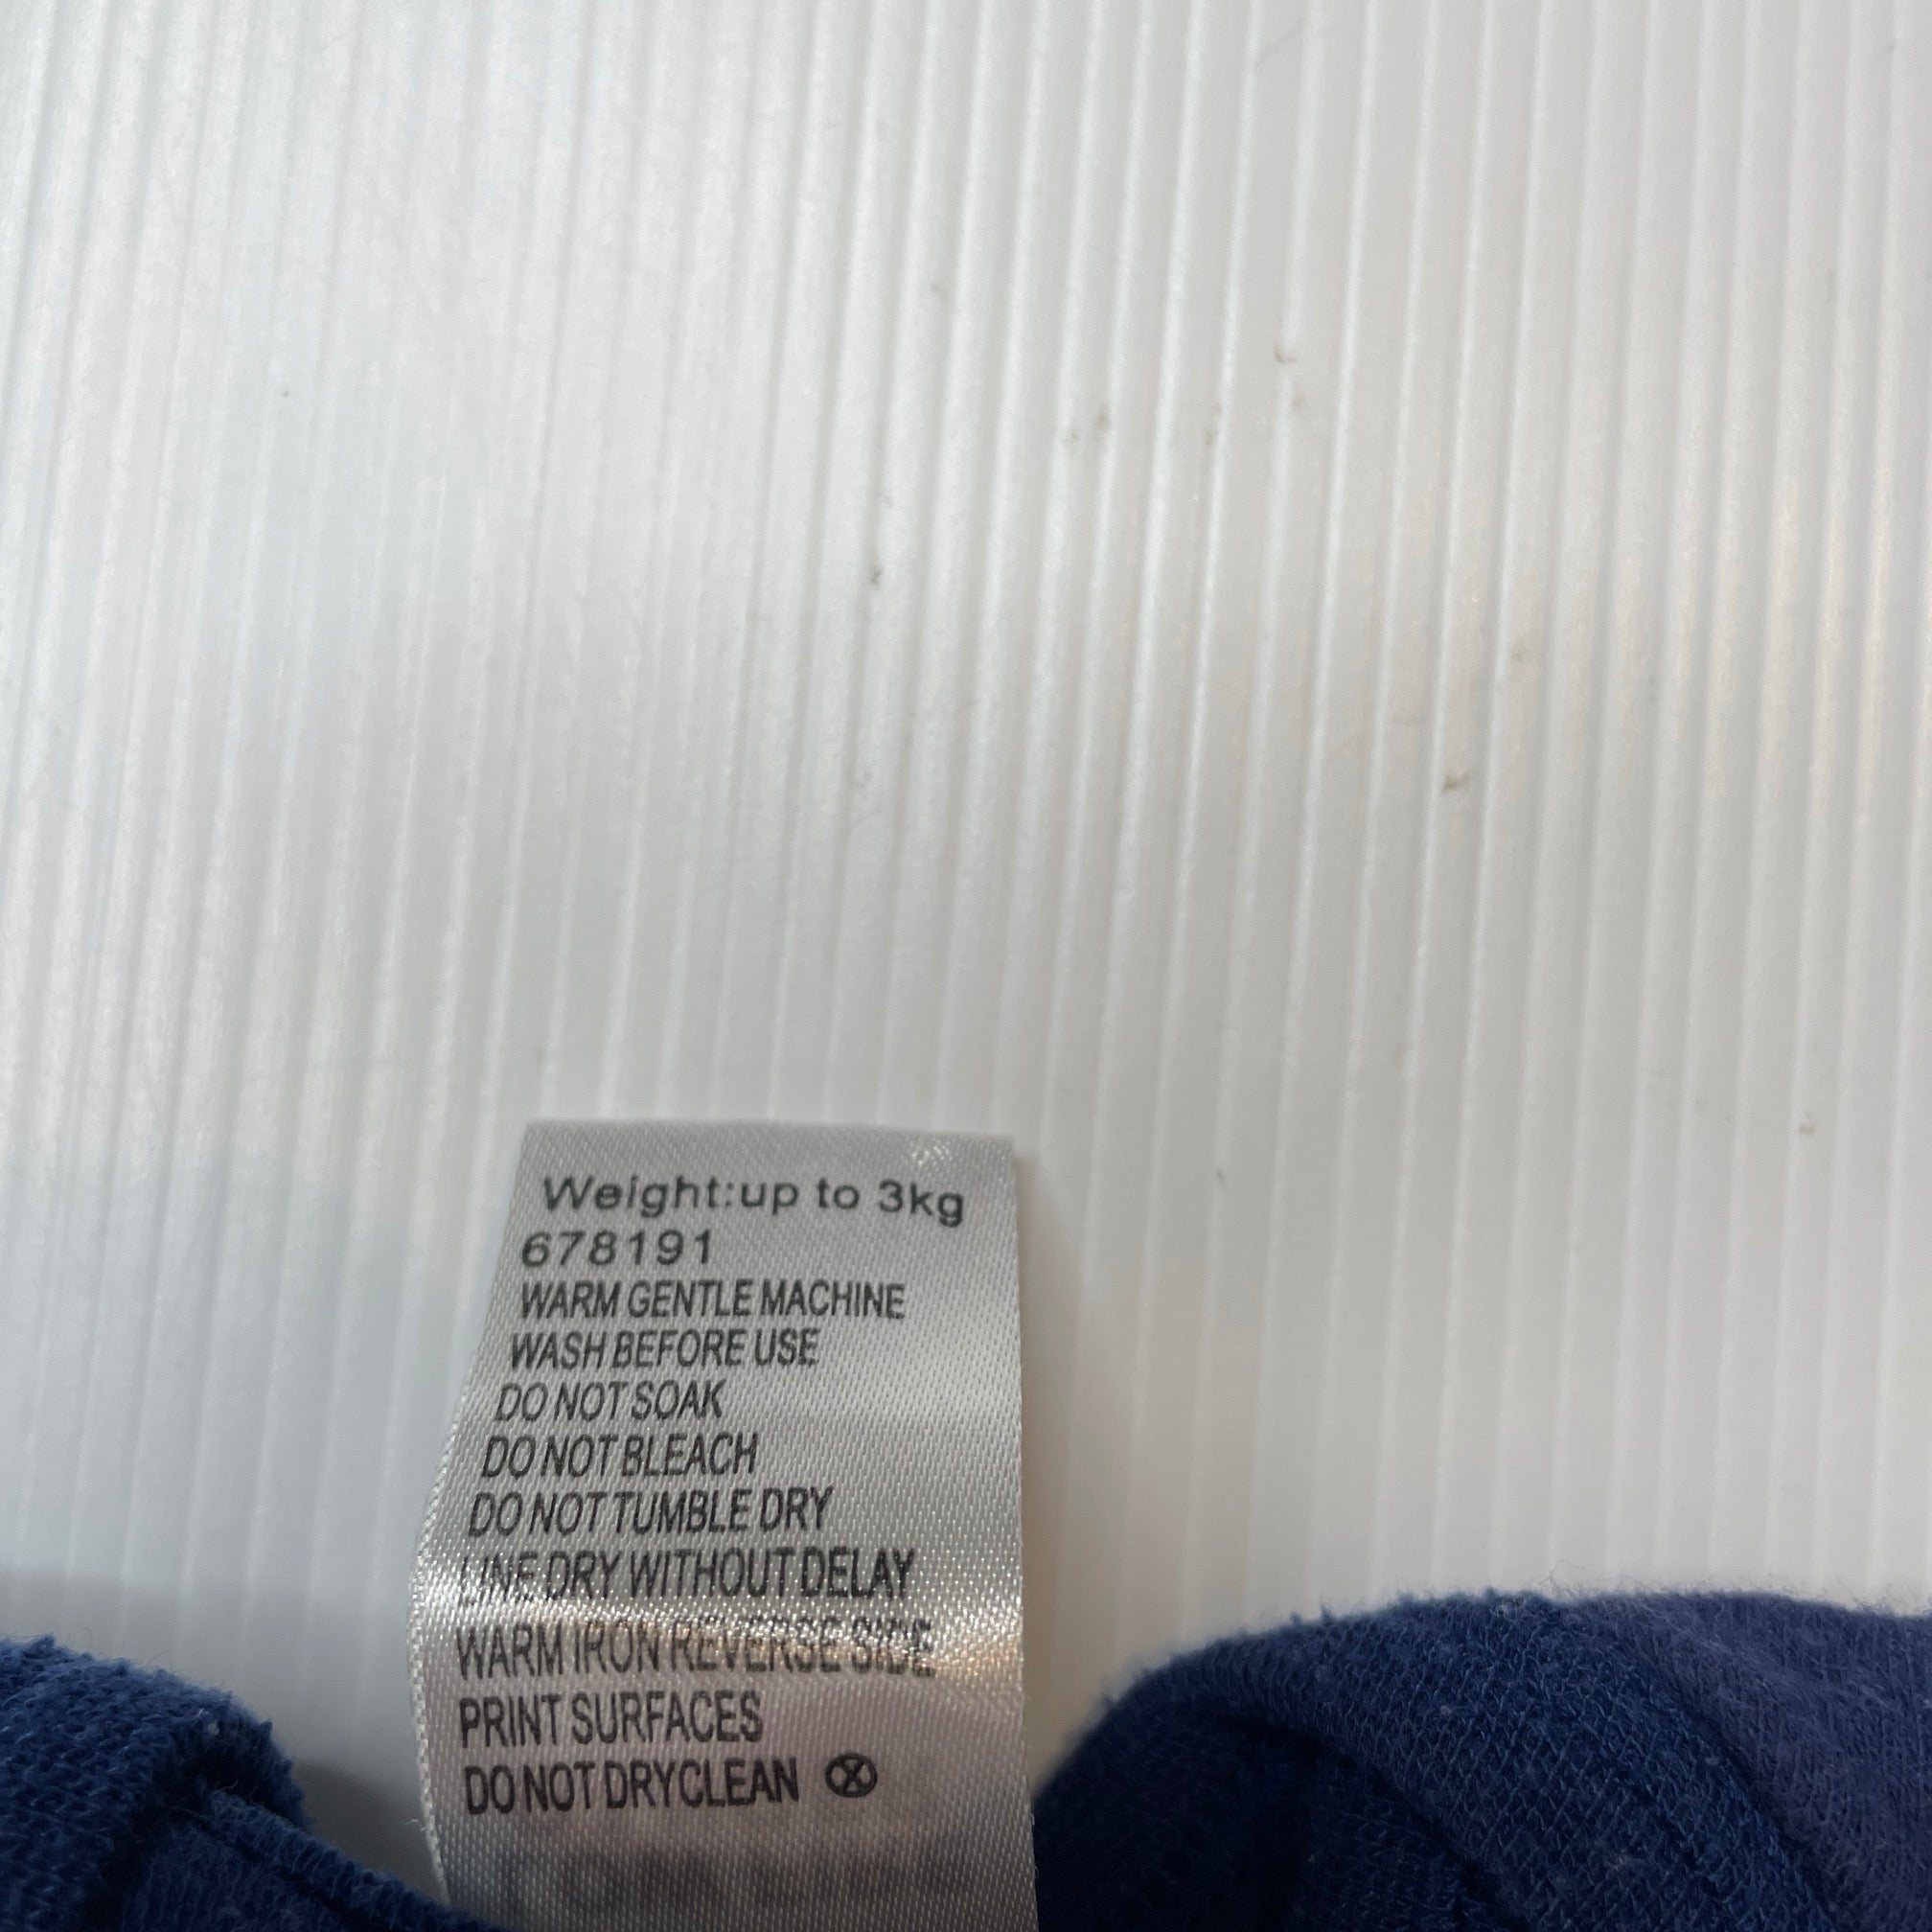 Weight:up to 3kg
678191
WARM GENTLE MACHINE
WASH BEFORE USE
DO NOT SOAK
DO NOT BLEACH
DO NOT TUMBLE DRY
LINE DRY WITHOUT DELAY
WARM IRON REVERSE SIDE
PRINT SURFACES
DO NOT DRYCLEAN